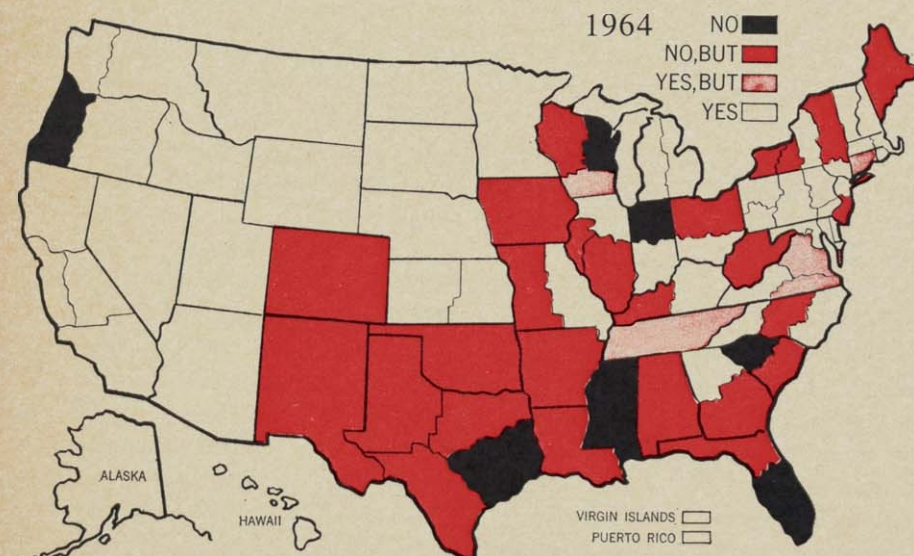 1964
NO
NO,BUT
YES,BUT
YES
ALASKA
HAWAII
VIRGIN ISLANDS
PUERTO RICO